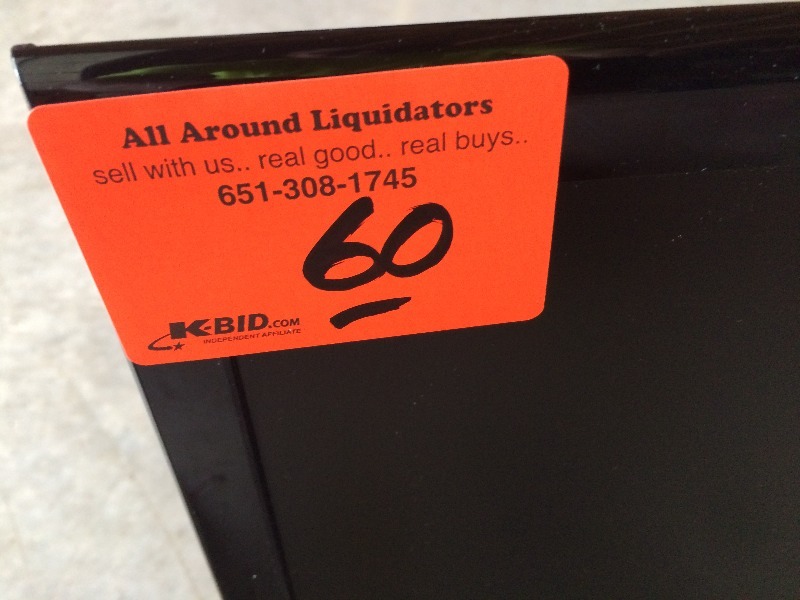 All Around Liquidators
sell with us.. real good.. real buys..
651-308-1745
60
K-BID.COM
INDEPENDENT AFFILIATE